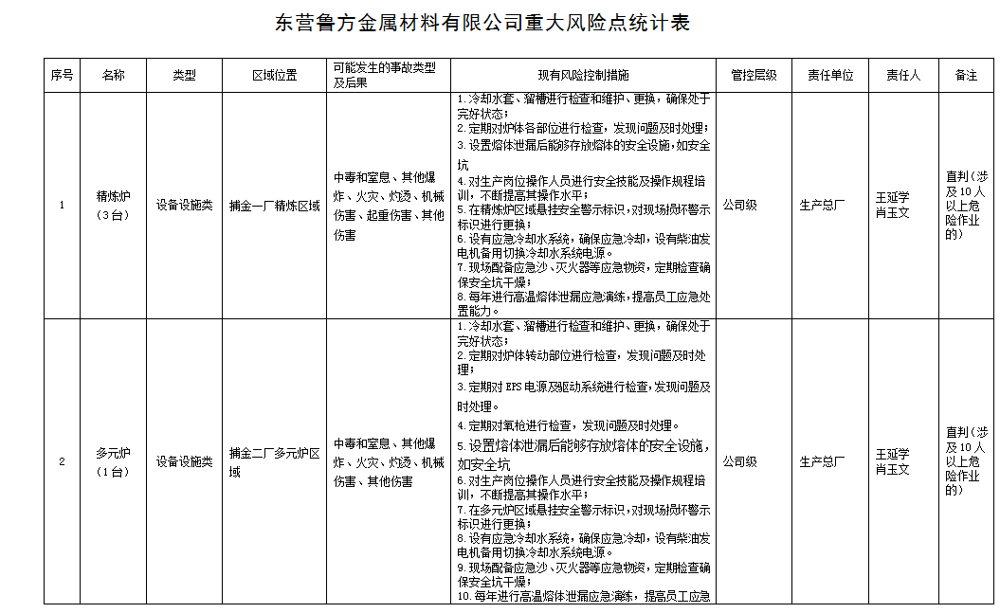 东营鲁方金属材料有限公司重大风险点统计表
序号
名称
类型
区域位置
可能发生的事故类型
及后果
现有风险控制措施
管控层级
责任单位
责任人
备注
1
精炼炉
（3台）
设备设施类
捕金一厂精炼区域
中毒和窒息、其他爆
炸、火灾、灼烫、机械
伤害、起重伤害、其他
伤害
1.冷却水套、溜槽进行检查和维护、更换，确保处于
完好状态；
2.定期对炉体各部位进行检查，发现问题及时处理；
3.设置熔体泄漏后能够存放熔体的安全设施，如安全
坑
4.对生产岗位操作人员进行安全技能及操作规程培
训，不断提高其操作水平；
5.在精炼炉区域悬挂安全警示标识，对现场损坏警示
标识进行更换；
6.设有应急冷却水系统，确保应急冷却，设有柴油发
电机备用切换冷却水系统电源。
7.现场配备应急沙、灭火器等应急物资，定期检查确
保安全坑干燥；
8.每年进行高温熔体泄漏应急演练，提高员工应急处
置能力。
公司级
生产总厂
王延学
肖玉文
直判（涉
及10人
以上危
险作业
的）
2
多元炉
（1台）
设备设施类
捕金二厂多元炉区
域
中毒和窒息、其他爆
炸、火灾、灼烫、机械
伤害、其他伤害
1.冷却水套、溜槽进行检查和维护、更换，确保处于
完好状态；
2.定期对炉体转动部位进行检查，发现问题及时处
理；
3.定期对EPS电源及驱动系统进行检查，发现问题及
时处理。
4.定期对氧枪进行检查，发现问题及时处理。
5.设置熔体泄漏后能够存放熔体的安全设施，
如安全坑
6.对生产岗位操作人员进行安全技能及操作规程培
训，不断提高其操作水平；
7.在多元炉区域悬挂安全警示标识，对现场损坏警示
标识进行更换；
8.设有应急冷却水系统，确保应急冷却，设有柴油发
电机备用切换冷却水系统电源。
9.现场配备应急沙、灭火器等应急物资，定期检查确
保安全坑干燥；
10.每年进行高温熔体泄漏应急演练，提高员工应急
公司级
生产总厂
王延学
肖玉文
直判（涉
及10人
以上危
险作业
的）